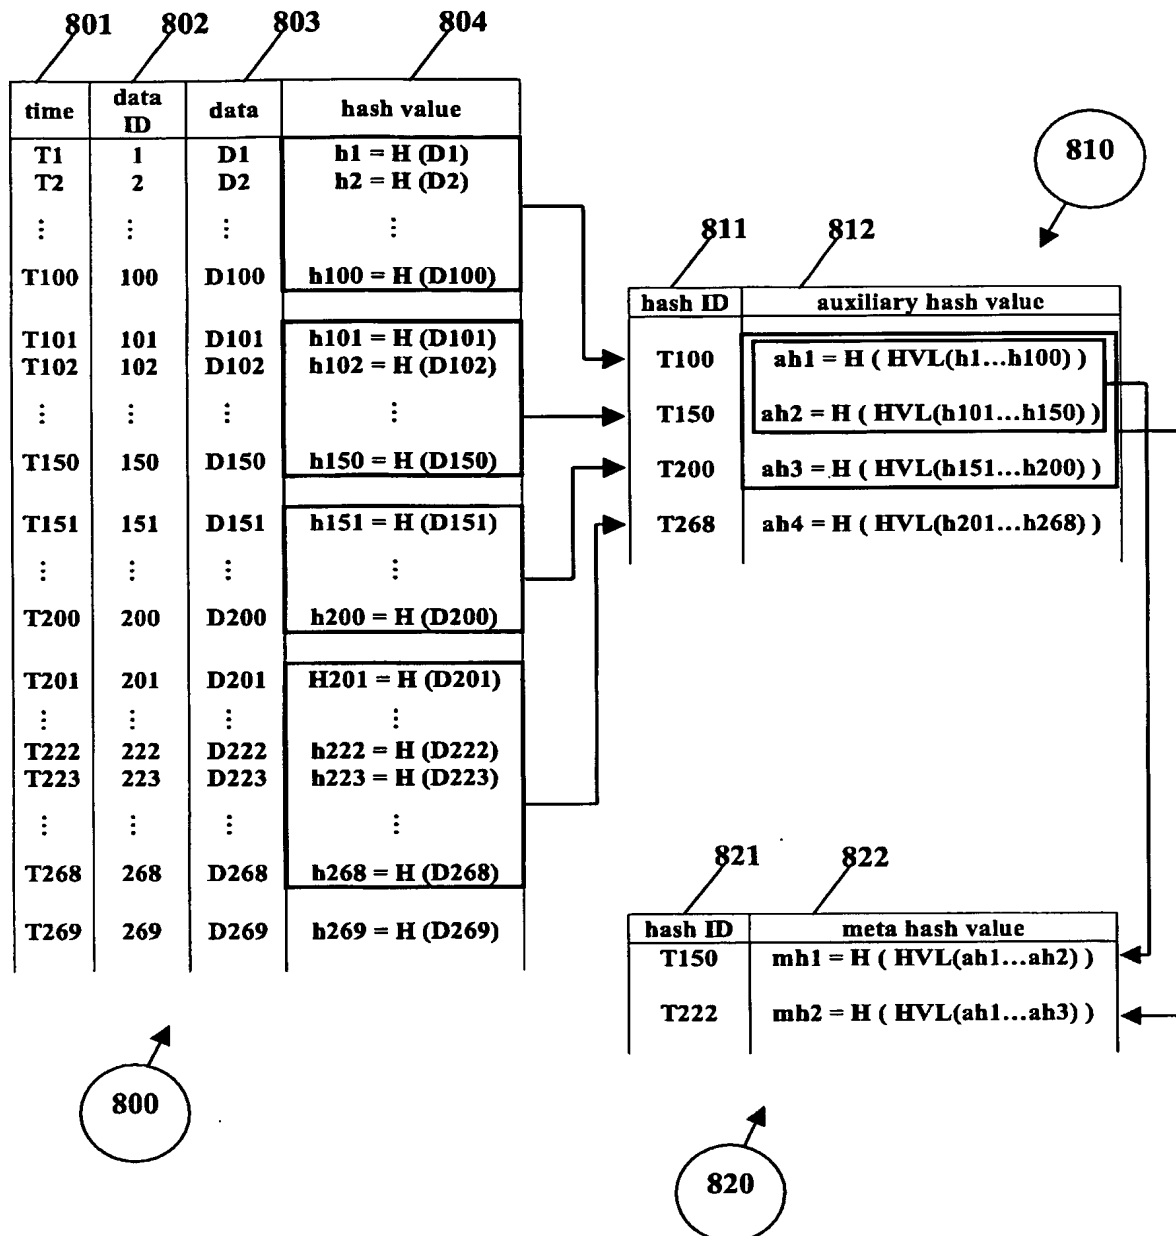 801 802 803 804
time data ID data hash value
T1 1 D1 h1 = H (D1)
T2 2 D2 h2 = H (D2)
⋮ ⋮ ⋮ ⋮
T100 100 D100 h100 = H (D100)
T101 101 D101 h101 = H (D101)
T102 102 D102 h102 = H (D102)
⋮ ⋮ ⋮ ⋮
T150 150 D150 h150 = H (D150)
T151 151 D151 h151 = H (D151)
⋮ ⋮ ⋮ ⋮
T200 200 D200 h200 = H (D200)
T201 201 D201 H201 = H (D201)
⋮ ⋮ ⋮ ⋮
T222 222 D222 h222 = H (D222)
T223 223 D223 h223 = H (D223)
⋮ ⋮ ⋮ ⋮
T268 268 D268 h268 = H (D268)
T269 269 D269 h269 = H (D269)
800
810
811 812
hash ID auxiliary hash value
T100 ah1 = H ( HVL(h1...h100) )
T150 ah2 = H ( HVL(h101...h150) )
T200 ah3 = H ( HVL(h151...h200) )
T268 ah4 = H ( HVL(h201...h268) )
821 822
hash ID meta hash value
T150 mh1 = H ( HVL(ah1...ah2) )
T222 mh2 = H ( HVL(ah1...ah3) )
820